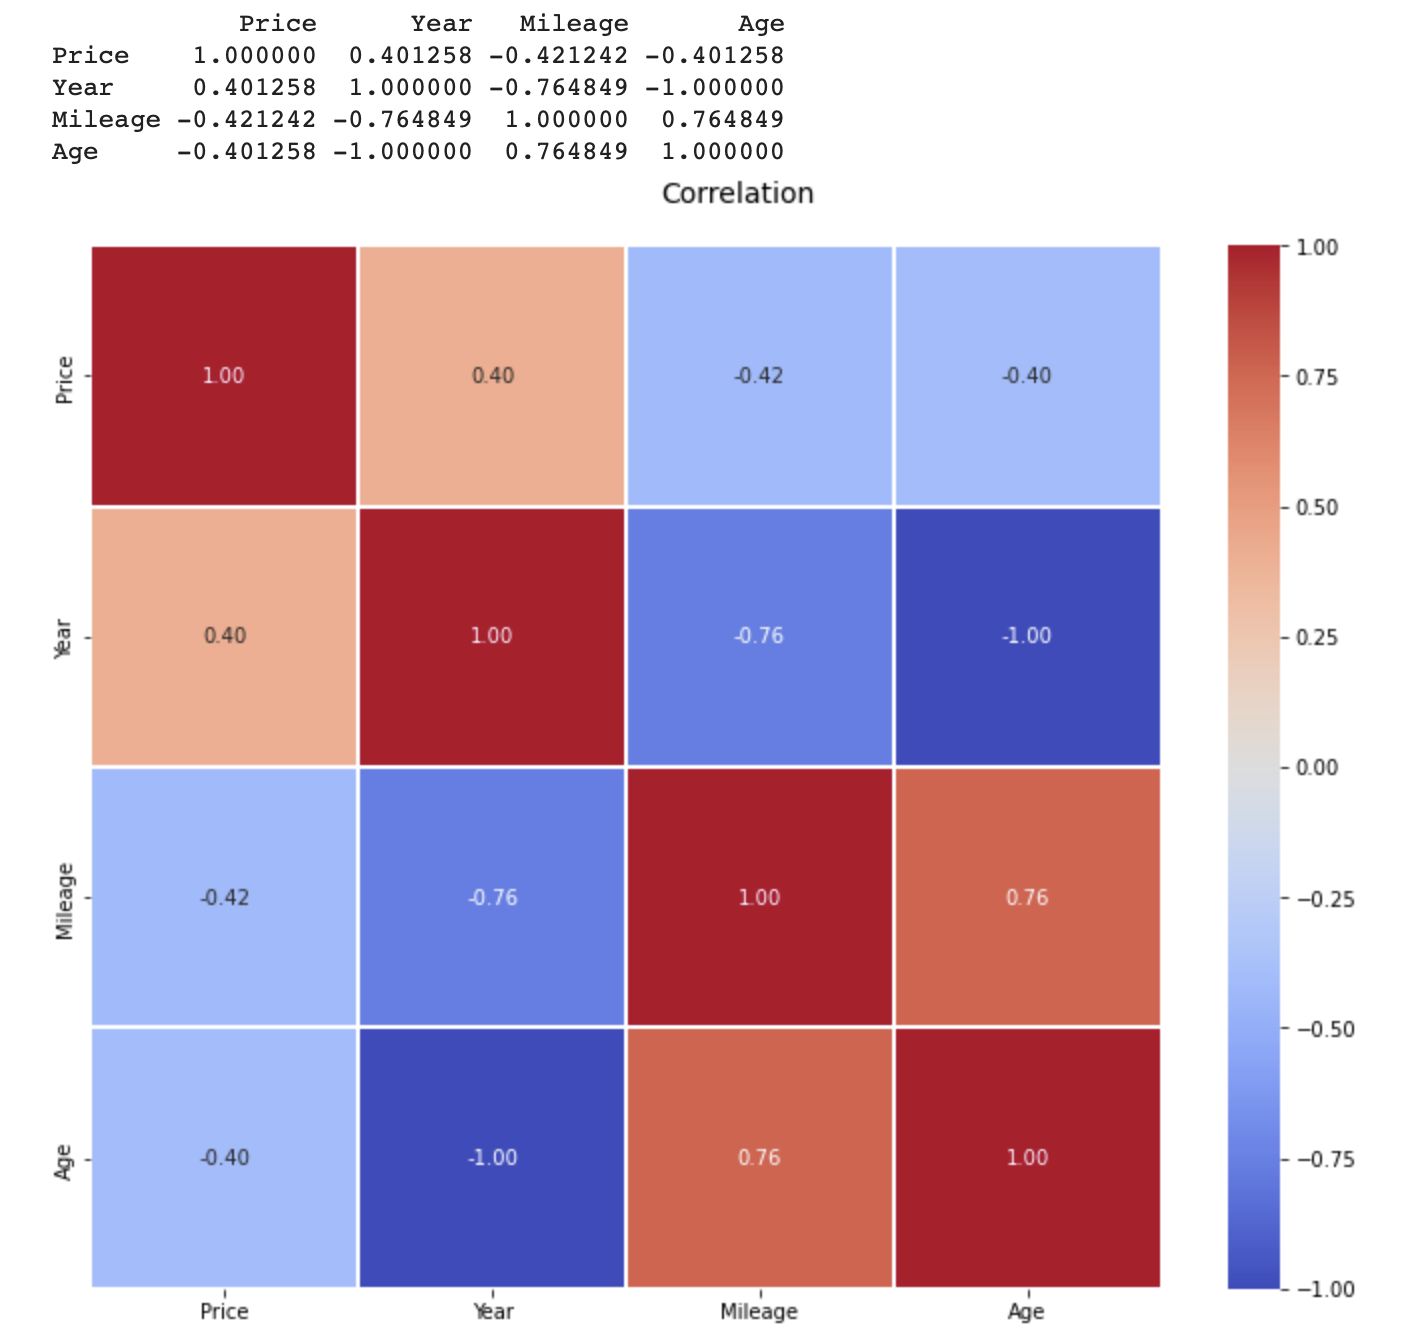 Price Year Mileage Age
Price 1.000000 0.401258 -0.421242 -0.401258
Year 0.401258 1.000000 -0.764849 -1.000000
Mileage -0.421242 -0.764849 1.000000 0.764849
Age -0.401258 -1.000000 0.764849 1.000000
Correlation
Price 1.00 0.40 -0.42 -0.40
Year 0.40 1.00 -0.76 -1.00
Mileage -0.42 -0.76 1.00 0.76
Age -0.40 -1.00 0.76 1.00
Price Year Mileage Age
1.00
0.75
0.50
0.25
0.00
−0.25
−0.50
−0.75
−1.00